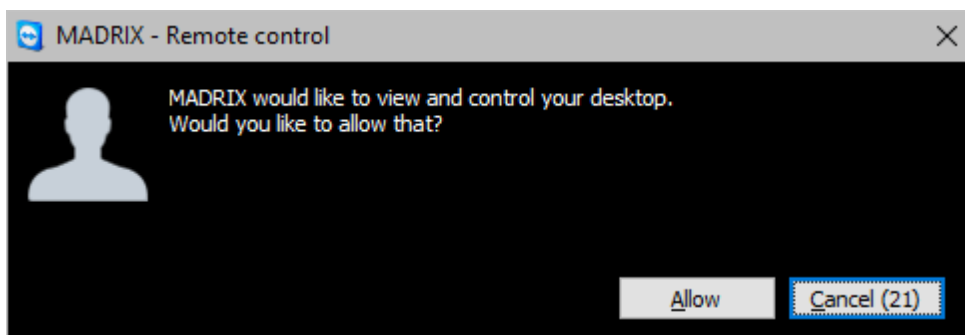 MADRIX - Remote control
MADRIX would like to view and control your desktop.
Would you like to allow that?
Allow
Cancel (21)